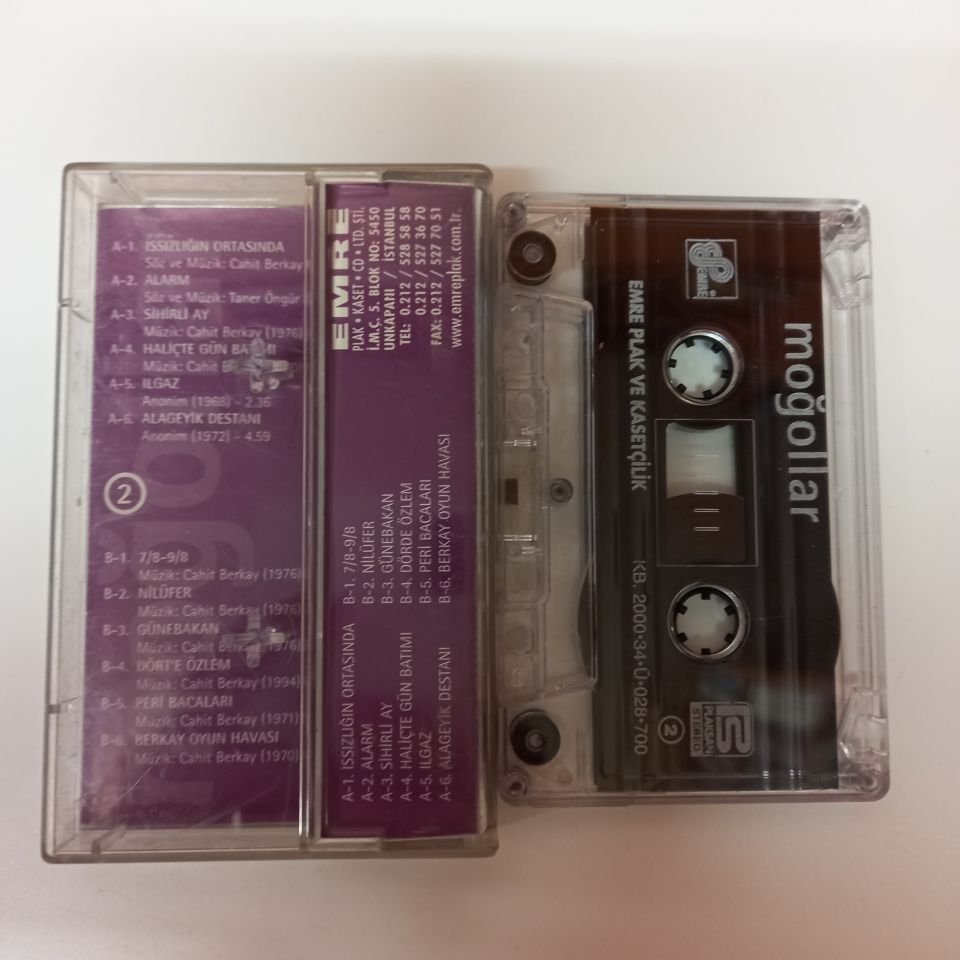 A-1. ISSIZLIĞIN ORTASINDA
Söz ve Müzik: Cahit Berkay
A-2. ALARM
Söz ve Müzik: Taner Öngür
A-3. SİHİRLİ AY
Müzik: Cahit Berkay (1976)
A-4. HALİÇTE GÜN BATIMI
Müzik: Cahit
A-5. ILGAZ
Anonim (1968) - 2.36
A-6. ALAGEYİK DESTANI
Anonim (1972) - 4.59
2
B-1. 7/8-9/8
Müzik: Cahit Berkay (1976)
B-2. NİLÜFER
Müzik: Cahit Berkay (1976)
B-3. GÜNEBAKAN
Müzik: Cahit Berkay (1976)
B-4. DÖRT'E ÖZLEM
Müzik: Cahit Berkay (1994)
B-5. PERİ BACALARI
Müzik: Cahit Berkay (1971)
B-6. BERKAY OYUN HAVASI
Müzik: Cahit Berkay (1970)
A-1. ISSIZLIĞIN ORTASINDA
A-2. ALARM
A-3. SİHİRLİ AY
A-4. HALİÇTE GÜN BATIMI
A-5. ILGAZ
A-6. ALAGEYİK DESTANI
B-1. 7/8-9/8
B-2. NİLÜFER
B-3. GÜNEBAKAN
B-4. DÖRDE ÖZLEM
B-5. PERİ BACALARI
B-6. BERKAY OYUN HAVASI
EMRE
PLAK • KASET • CD • LTD. ŞTİ.
İ.M.Ç. 5. BLOK NO: 5450
UNKAPANI / İSTANBUL
TEL: 0.212 / 528 58 58
0.212 / 527 36 70
FAX: 0.212 / 527 70 51
www.emreplak.com.tr.
moğollar
EMRE
EMRE PLAK VE KASETÇİLİK
KB. 2000•34•Ü•028•700
2
PLAKSAN
STEREO